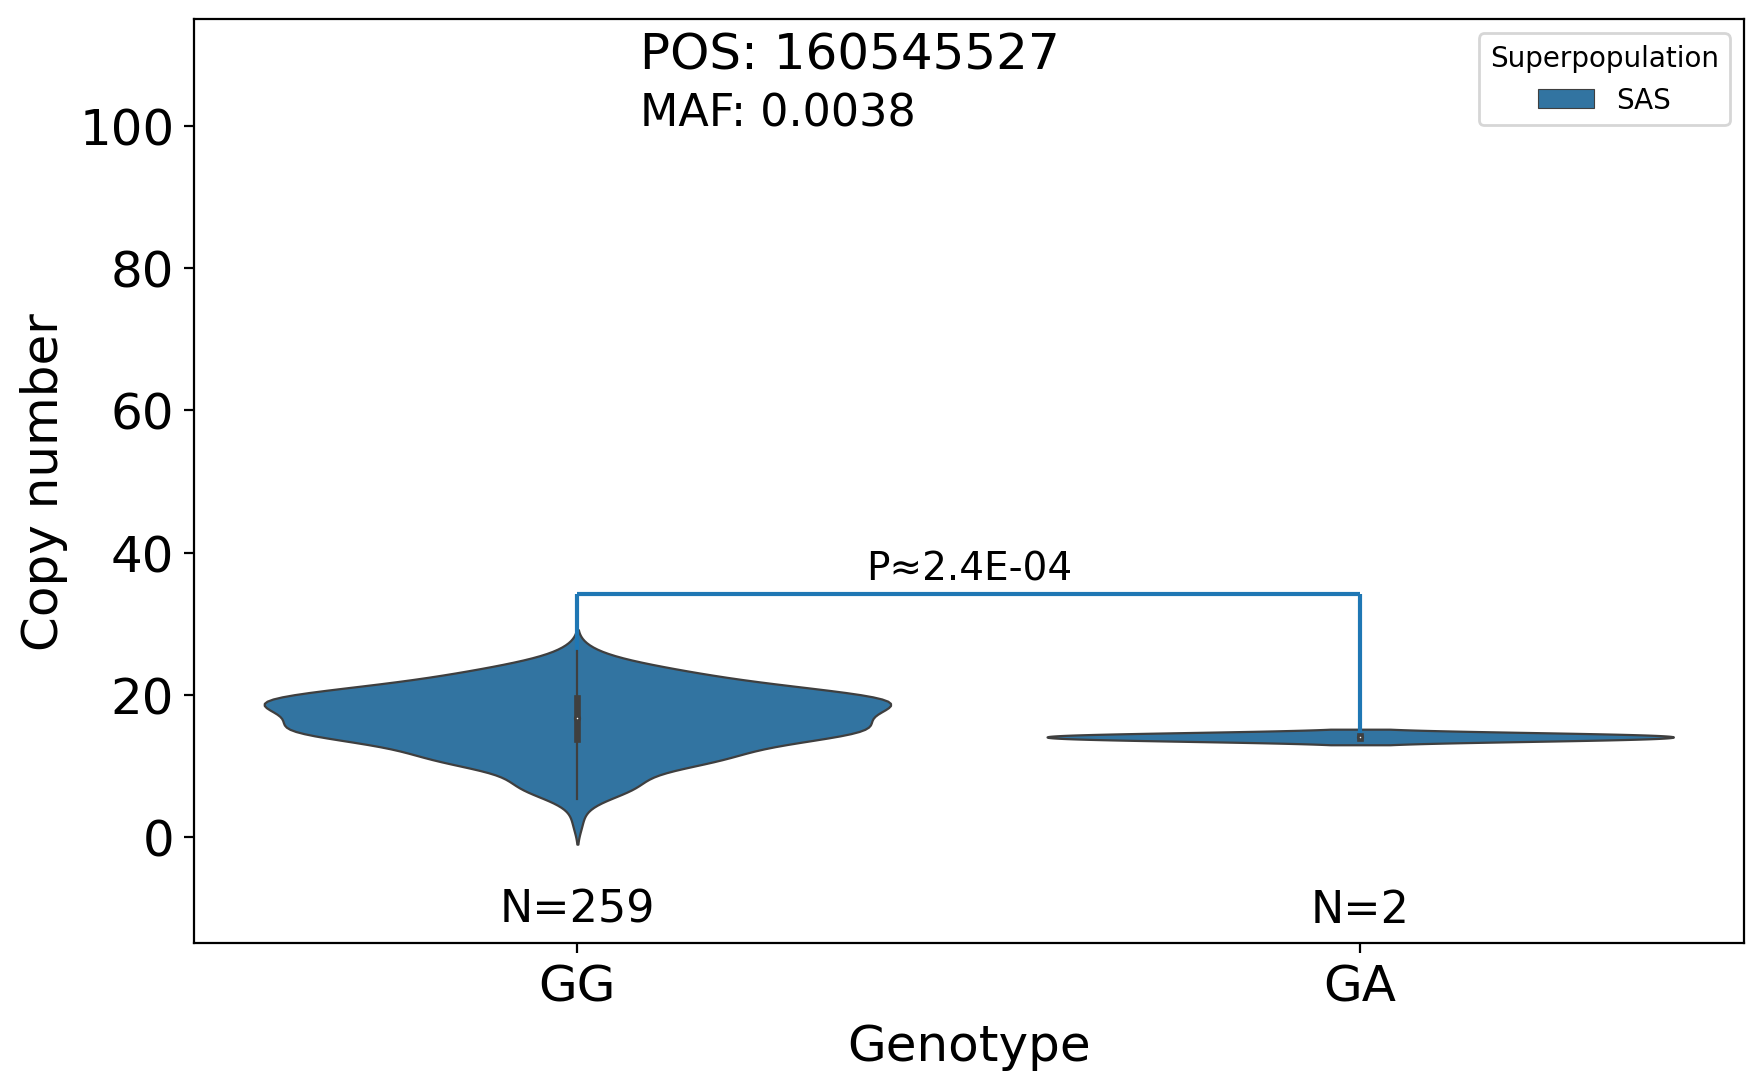 POS: 160545527
MAF: 0.0038
Superpopulation
SAS
Copy number
100
80
60
40
20
0
P≈2.4E-04
N=259
N=2
GG
GA
Genotype